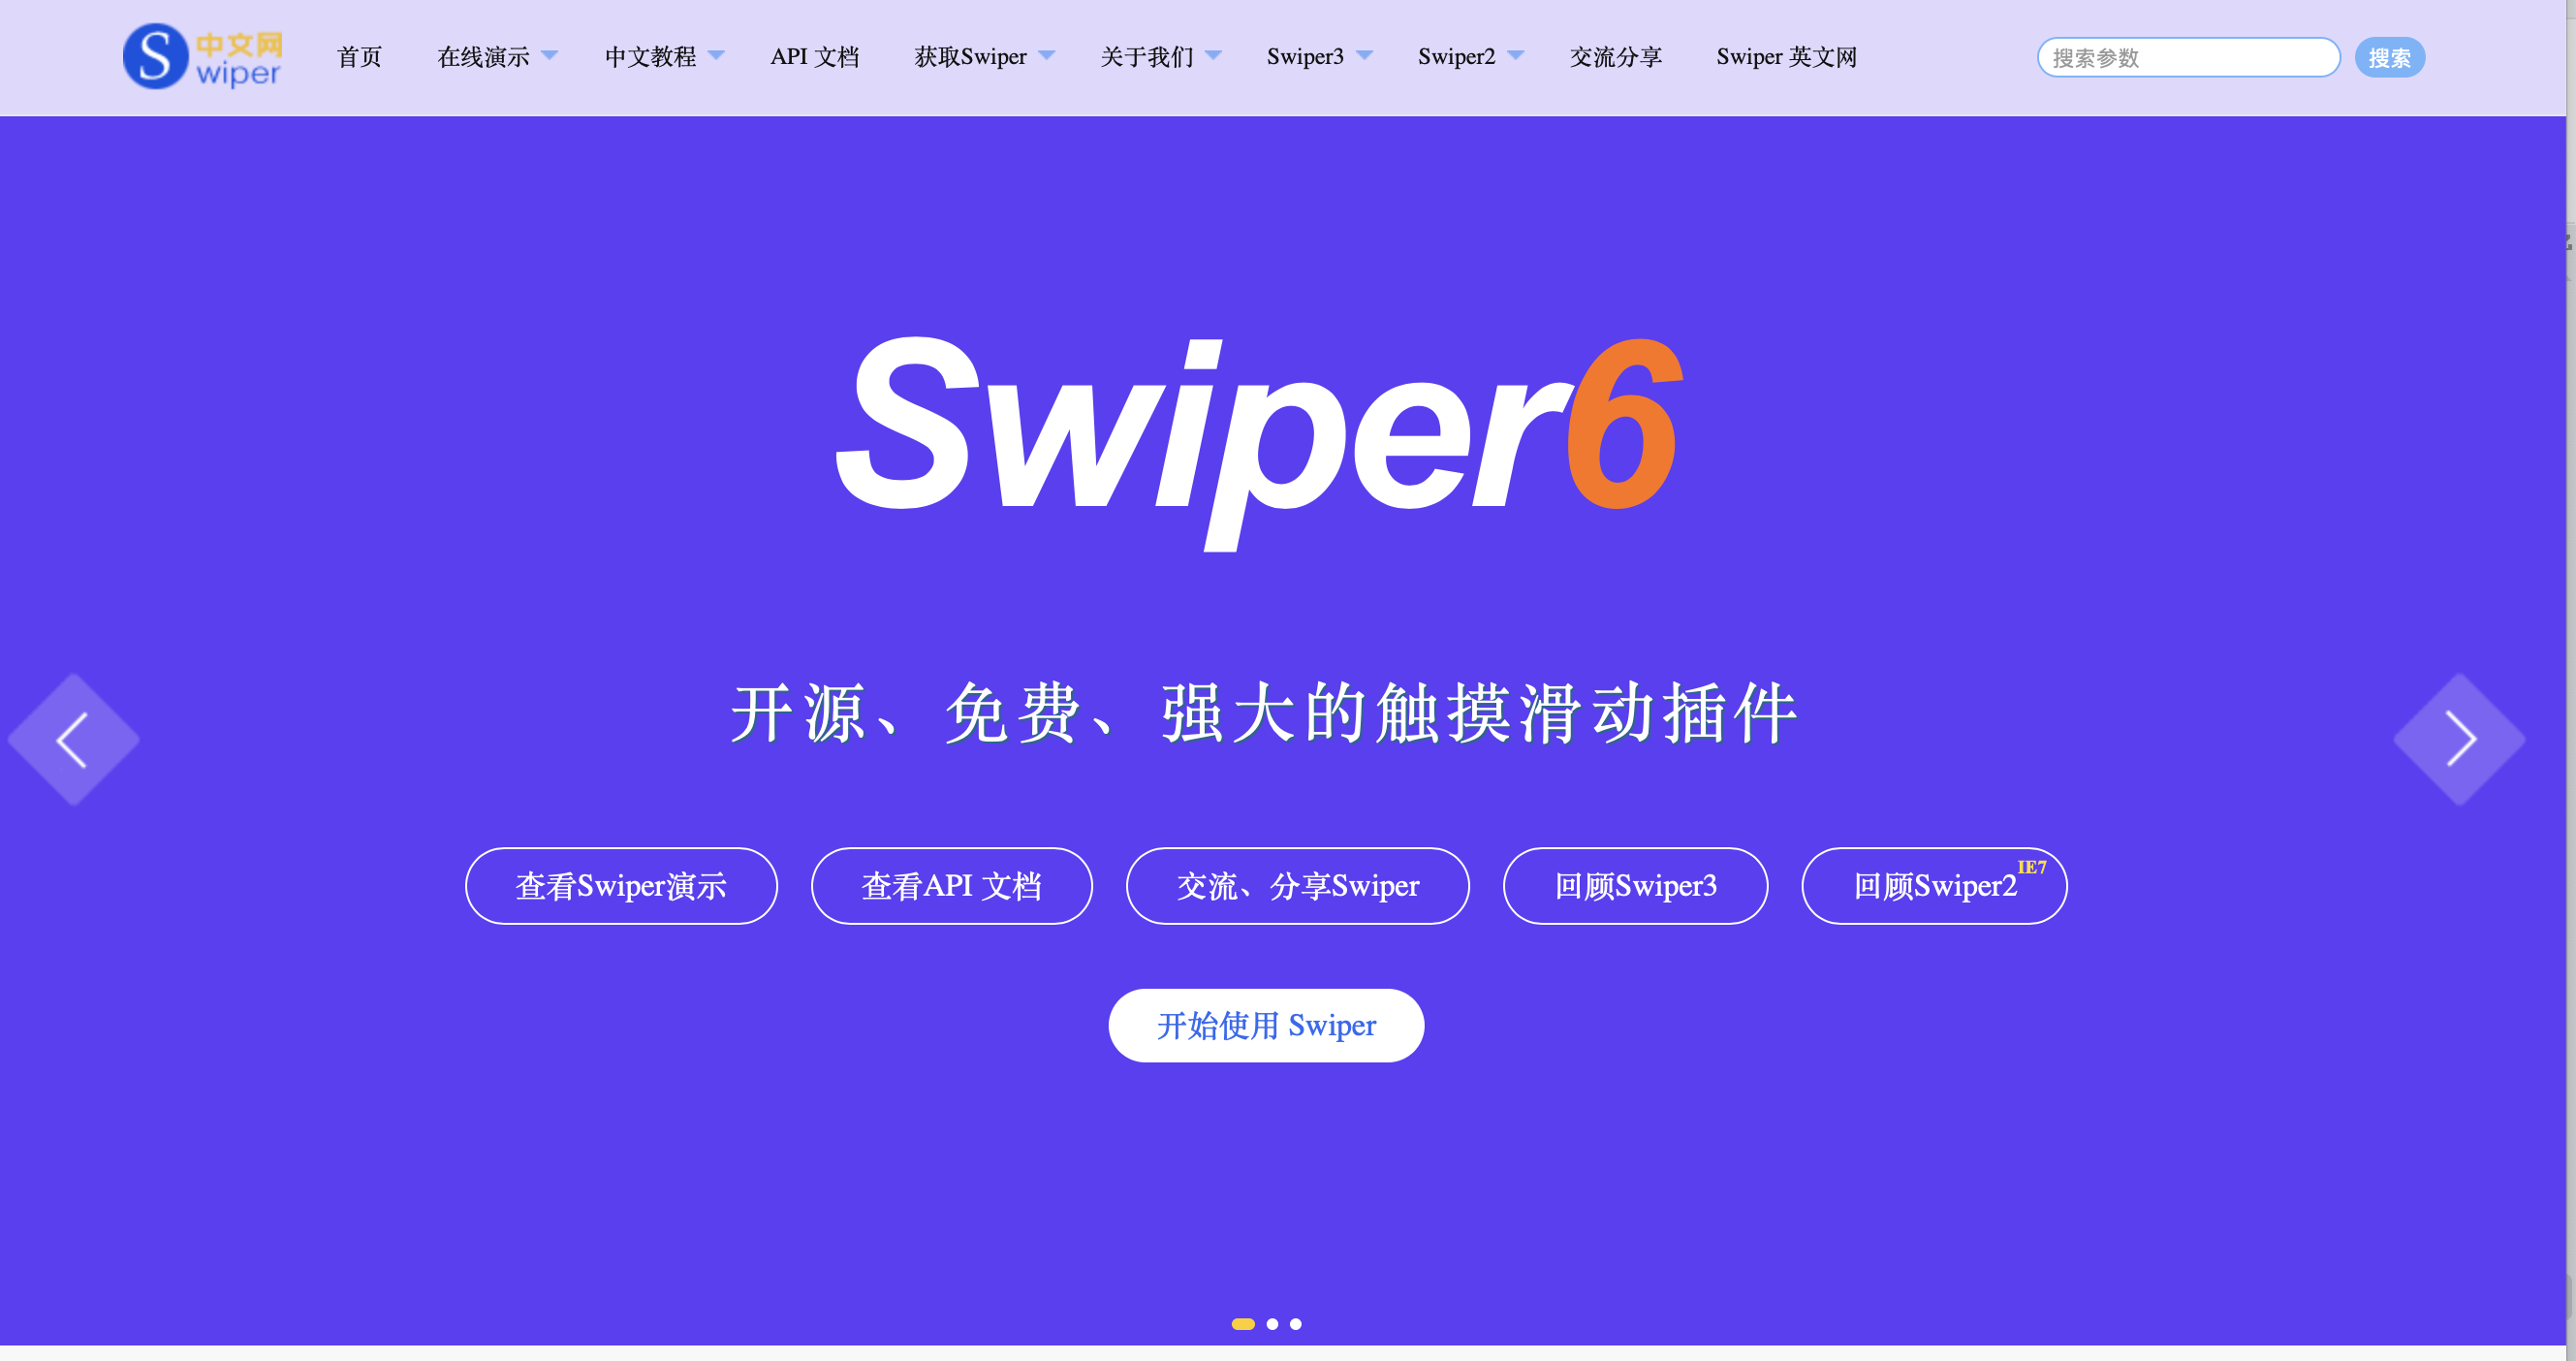 S 中文网
wiper
首页 在线演示 中文教程 API 文档 获取Swiper 关于我们 Swiper3 Swiper2 交流分享 Swiper 英文网 搜索参数 搜索
Swiper6
开源、免费、强大的触摸滑动插件
查看Swiper演示 查看API 文档 交流、分享Swiper 回顾Swiper3 回顾Swiper2 IE7
开始使用 Swiper